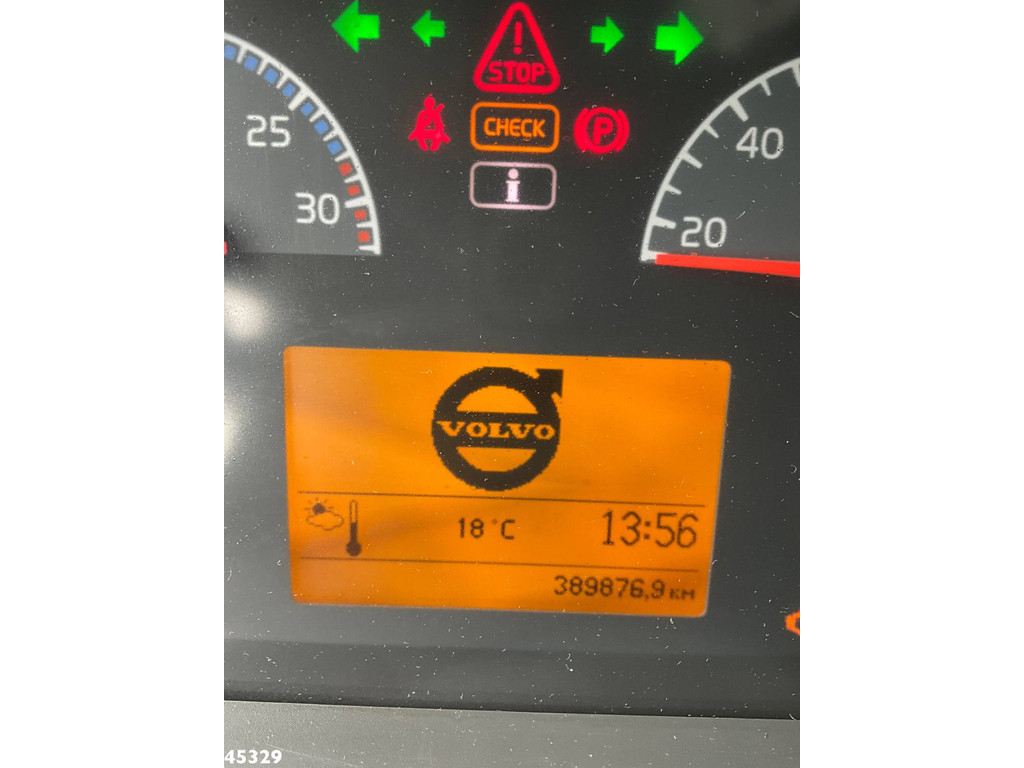 STOP
25
CHECK
P
40
i
30
20
VOLVO
18 °C
13:56
389876,9 KM
45329